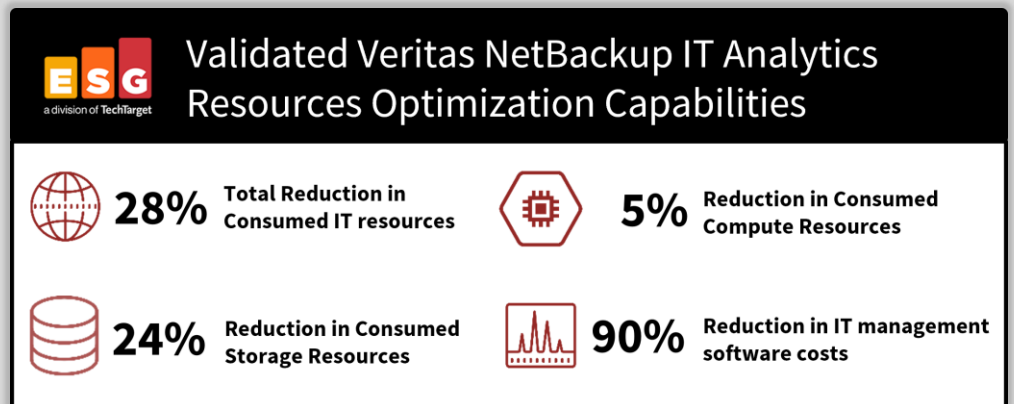 ESG
a division of TechTarget
Validated Veritas NetBackup IT Analytics
Resources Optimization Capabilities
28%
Total Reduction in
Consumed IT resources
5%
Reduction in Consumed
Compute Resources
24%
Reduction in Consumed
Storage Resources
90%
Reduction in IT management
software costs